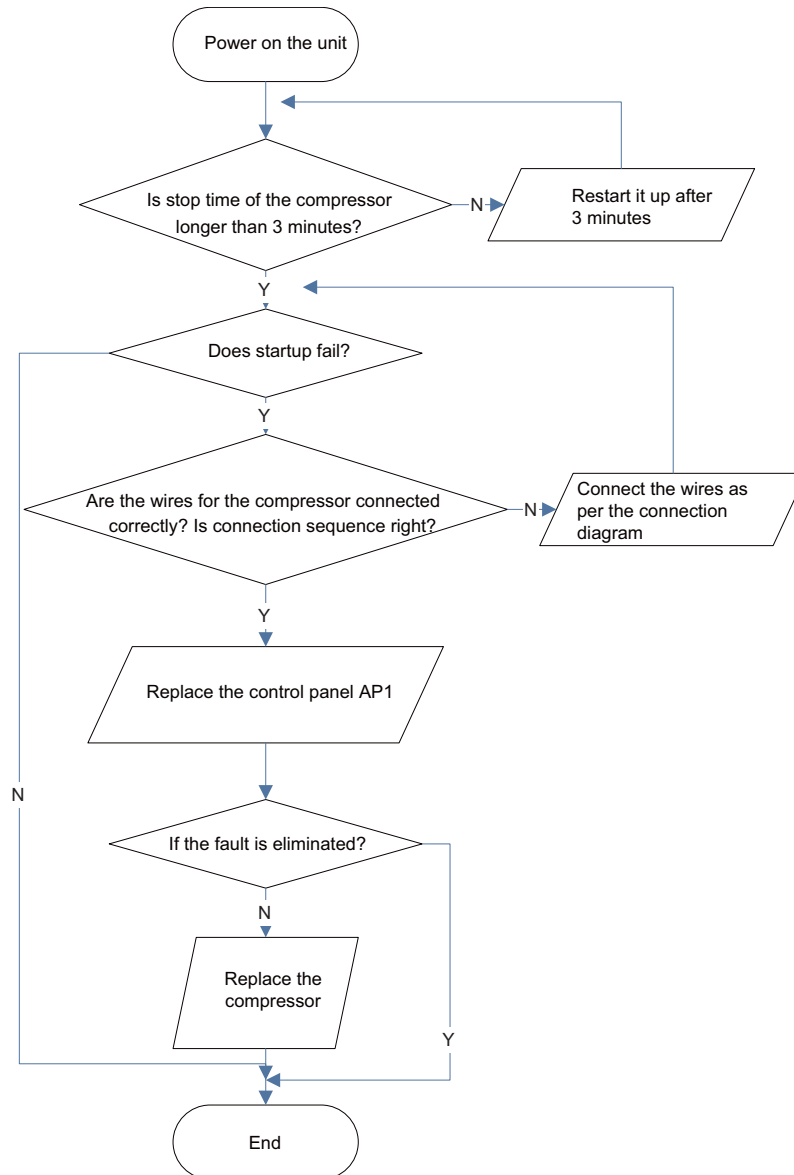 Power on the unit
Is stop time of the compressor
longer than 3 minutes?
N
Restart it up after
3 minutes
Y
Does startup fail?
Y
Are the wires for the compressor connected
correctly? Is connection sequence right?
N
Connect the wires as
per the connection
diagram
Y
Replace the control panel AP1
N
If the fault is eliminated?
N
Replace the
compressor
Y
End